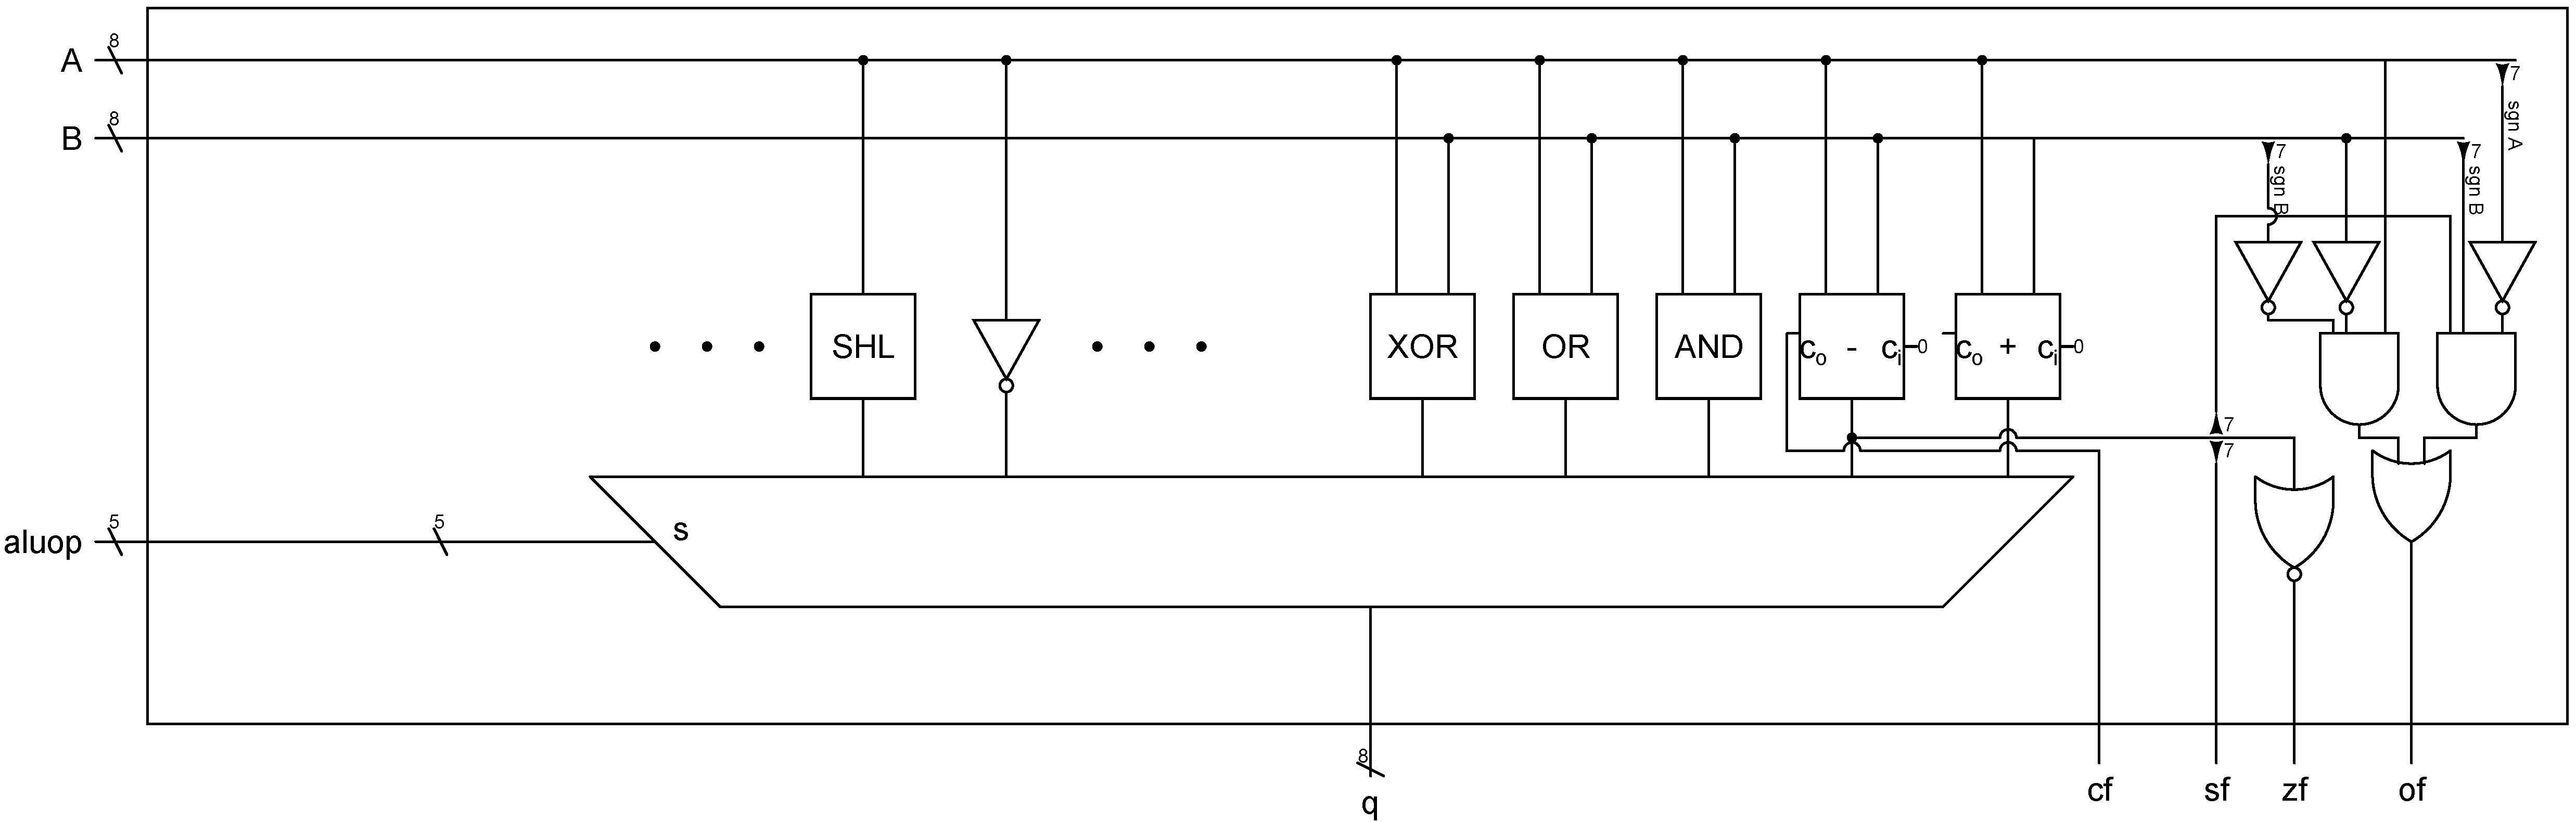 8
A
7
sgn A
8
B
7
sgn B
7
sgn B
SHL
XOR
OR
AND
co - ci 0
co + ci 0
7
7
5
aluop
5
s
8
q
cf
sf
zf
of